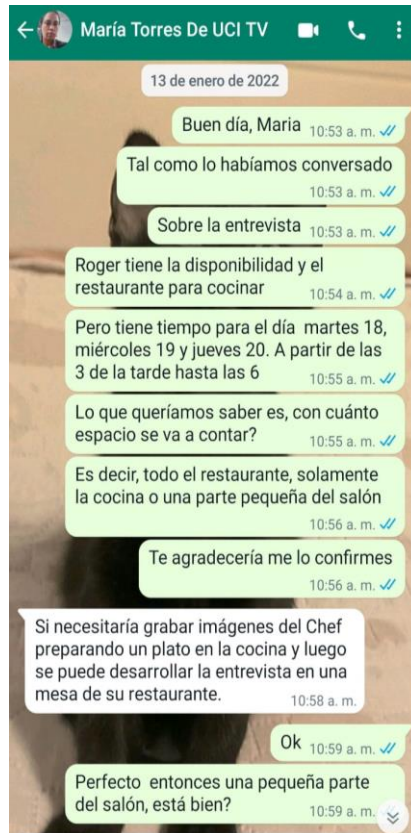 María Torres De UCI TV
13 de enero de 2022
Buen día, Maria 10:53 a. m.
Tal como lo habíamos conversado
10:53 a. m.
Sobre la entrevista 10:53 a. m.
Roger tiene la disponibilidad y el
restaurante para cocinar 10:54 a. m.
Pero tiene tiempo para el día martes 18,
miércoles 19 y jueves 20. A partir de las
3 de la tarde hasta las 6 10:55 a. m.
Lo que queríamos saber es, con cuánto
espacio se va a contar? 10:55 a. m.
Es decir, todo el restaurante, solamente
la cocina o una parte pequeña del salón
10:56 a. m.
Te agradecería me lo confirmes
10:56 a. m.
Si necesitaría grabar imágenes del Chef
preparando un plato en la cocina y luego
se puede desarrollar la entrevista en una
mesa de su restaurante. 10:58 a. m.
Ok 10:59 a. m.
Perfecto entonces una pequeña parte
del salón, está bien? 10:59 a. m.